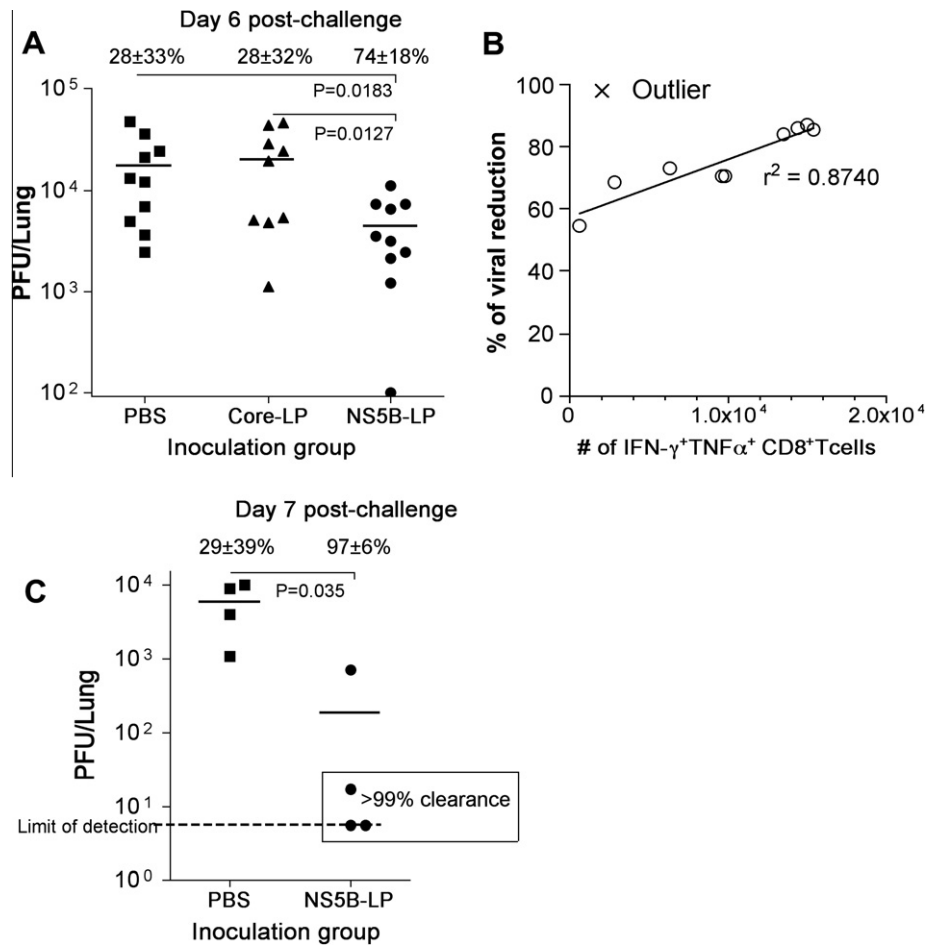 A
Day 6 post-challenge
28±33% 28±32% 74±18%
P=0.0183
P=0.0127
10⁵
10⁴
10³
10²
PFU/Lung
PBS Core-LP NS5B-LP
Inoculation group
B
× Outlier
r² = 0.8740
100
80
60
40
20
0
% of viral reduction
0 1.0x10⁴ 2.0x10⁴
# of IFN-γ⁺TNFα⁺ CD8⁺Tcells
C
Day 7 post-challenge
29±39% 97±6%
P=0.035
10⁴
10³
10²
10¹
10⁰
PFU/Lung
>99% clearance
Limit of detection
PBS NS5B-LP
Inoculation group